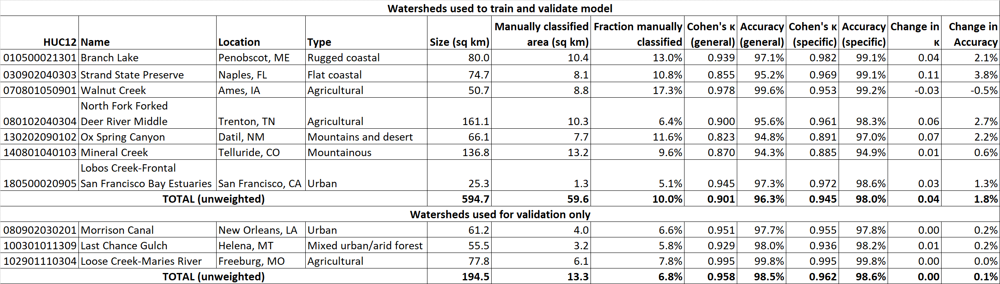 Watersheds used to train and validate model
HUC12 Name Location Type Size (sq km) Manually classified area (sq km) Fraction manually classified Cohen's κ (general) Accuracy (general) Cohen's κ (specific) Accuracy (specific) Change in κ Change in Accuracy
010500021301 Branch Lake Penobscot, ME Rugged coastal 80.0 10.4 13.0% 0.939 97.1% 0.982 99.1% 0.04 2.1%
030902040303 Strand State Preserve Naples, FL Flat coastal 74.7 8.1 10.8% 0.855 95.2% 0.969 99.1% 0.11 3.8%
070801050901 Walnut Creek Ames, IA Agricultural 50.7 8.8 17.3% 0.978 99.6% 0.953 99.2% -0.03 -0.5%
080102040304 North Fork Forked Deer River Middle Trenton, TN Agricultural 161.1 10.3 6.4% 0.900 95.6% 0.961 98.3% 0.06 2.7%
130202090102 Ox Spring Canyon Datil, NM Mountains and desert 66.1 7.7 11.6% 0.823 94.8% 0.891 97.0% 0.07 2.2%
140801040103 Mineral Creek Telluride, CO Mountainous 136.8 13.2 9.6% 0.870 94.3% 0.885 94.9% 0.01 0.6%
180500020905 Lobos Creek-Frontal San Francisco Bay Estuaries San Francisco, CA Urban 25.3 1.3 5.1% 0.945 97.3% 0.972 98.6% 0.03 1.3%
TOTAL (unweighted) 594.7 59.6 10.0% 0.901 96.3% 0.945 98.0% 0.04 1.8%
Watersheds used for validation only
080902030201 Morrison Canal New Orleans, LA Urban 61.2 4.0 6.6% 0.951 97.7% 0.955 97.8% 0.00 0.2%
100301011309 Last Chance Gulch Helena, MT Mixed urban/arid forest 55.5 3.2 5.8% 0.929 98.0% 0.936 98.2% 0.01 0.2%
102901110304 Loose Creek-Maries River Freeburg, MO Agricultural 77.8 6.1 7.8% 0.995 99.8% 0.995 99.8% 0.00 0.0%
TOTAL (unweighted) 194.5 13.3 6.8% 0.958 98.5% 0.962 98.6% 0.00 0.1%